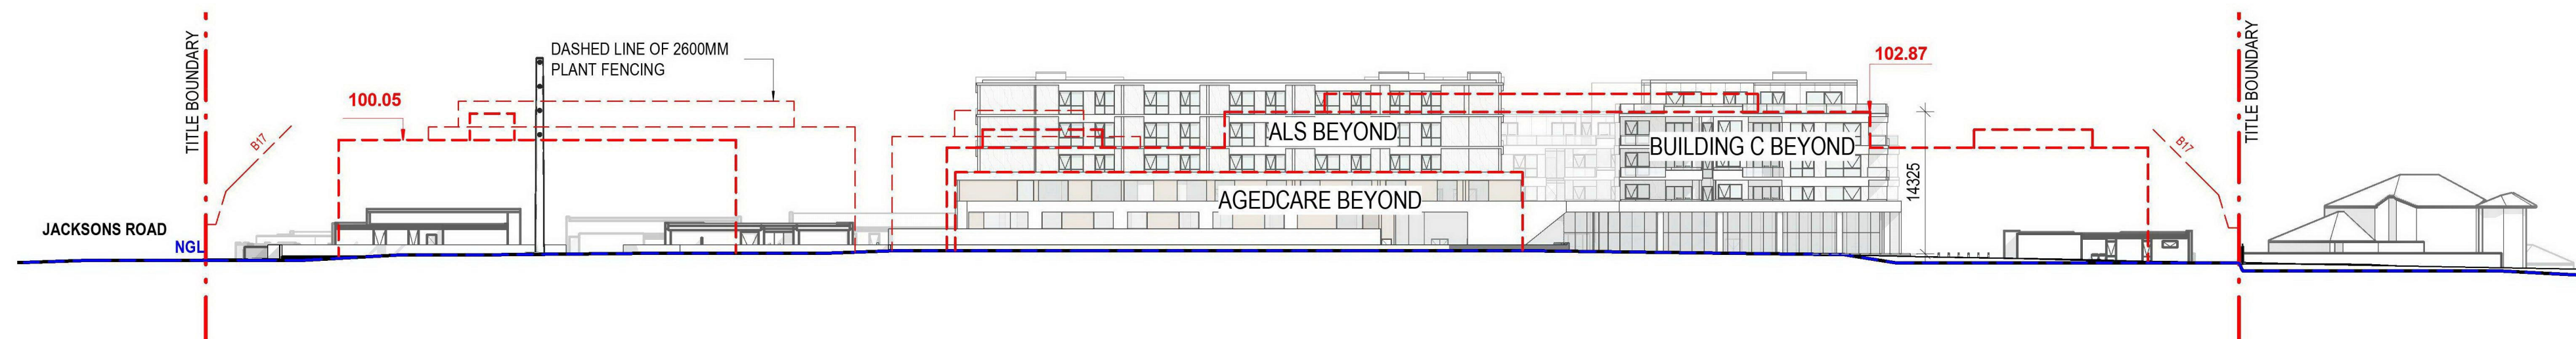 TITLE BOUNDARY
B17
100.05
DASHED LINE OF 2600MM
PLANT FENCING
JACKSONS ROAD
NGL
ALS BEYOND
AGEDCARE BEYOND
BUILDING C BEYOND
102.87
14325
B17
TITLE BOUNDARY